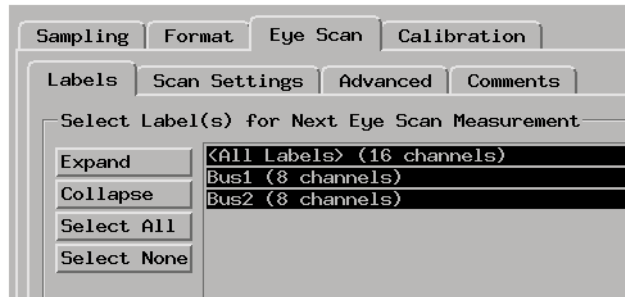 Sampling Format Eye Scan Calibration
Labels Scan Settings Advanced Comments
Select Label(s) for Next Eye Scan Measurement
Expand
Collapse
Select All
Select None
<All Labels> (16 channels)
Bus1 (8 channels)
Bus2 (8 channels)